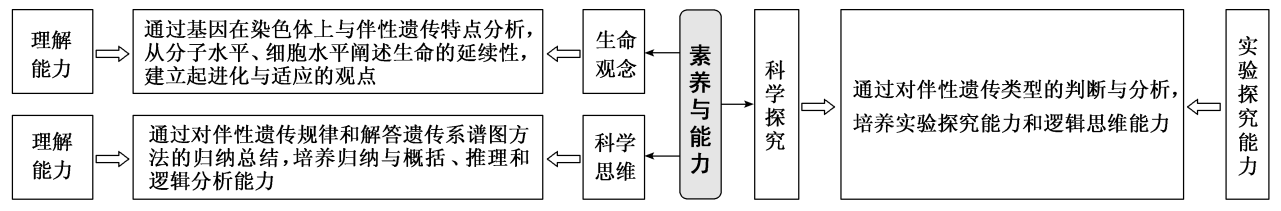 理解
能力
通过基因在染色体上与伴性遗传特点分析，
从分子水平、细胞水平阐述生命的延续性，
建立起进化与适应的观点
生命
观念
理解
能力
通过对伴性遗传规律和解答遗传系谱图方
法的归纳总结，培养归纳与概括、推理和
逻辑分析能力
科学
思维
素养与能力
科学探究
通过对伴性遗传类型的判断与分析，
培养实验探究能力和逻辑思维能力
实验探究能力